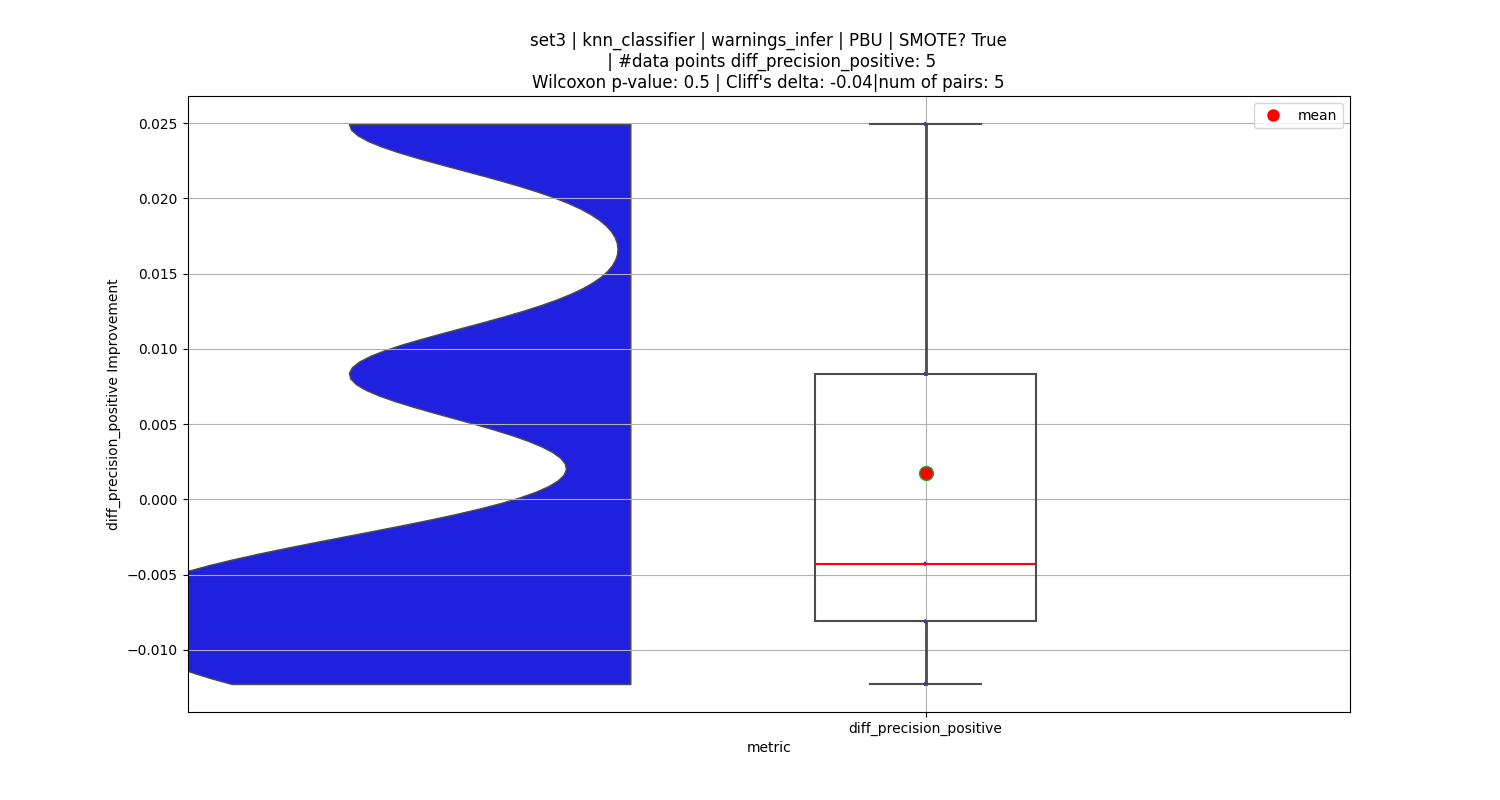 set3 | knn_classifier | warnings_infer | PBU | SMOTE? True
| #data points diff_precision_positive: 5
Wilcoxon p-value: 0.5 | Cliff's delta: -0.04|num of pairs: 5
mean
0.025
0.020
0.015
0.010
0.005
0.000
−0.005
−0.010
diff_precision_positive Improvement
diff_precision_positive
metric